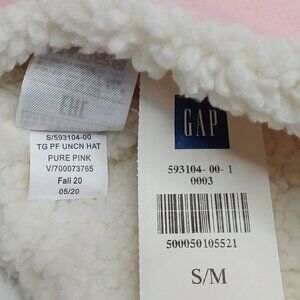 EAC
S/593104-00
TG PF UNCN HAT
PURE PINK
V/700073765
Fall 20
05/20
GAP
593104- 00- 1
0003
500050105521
S/M